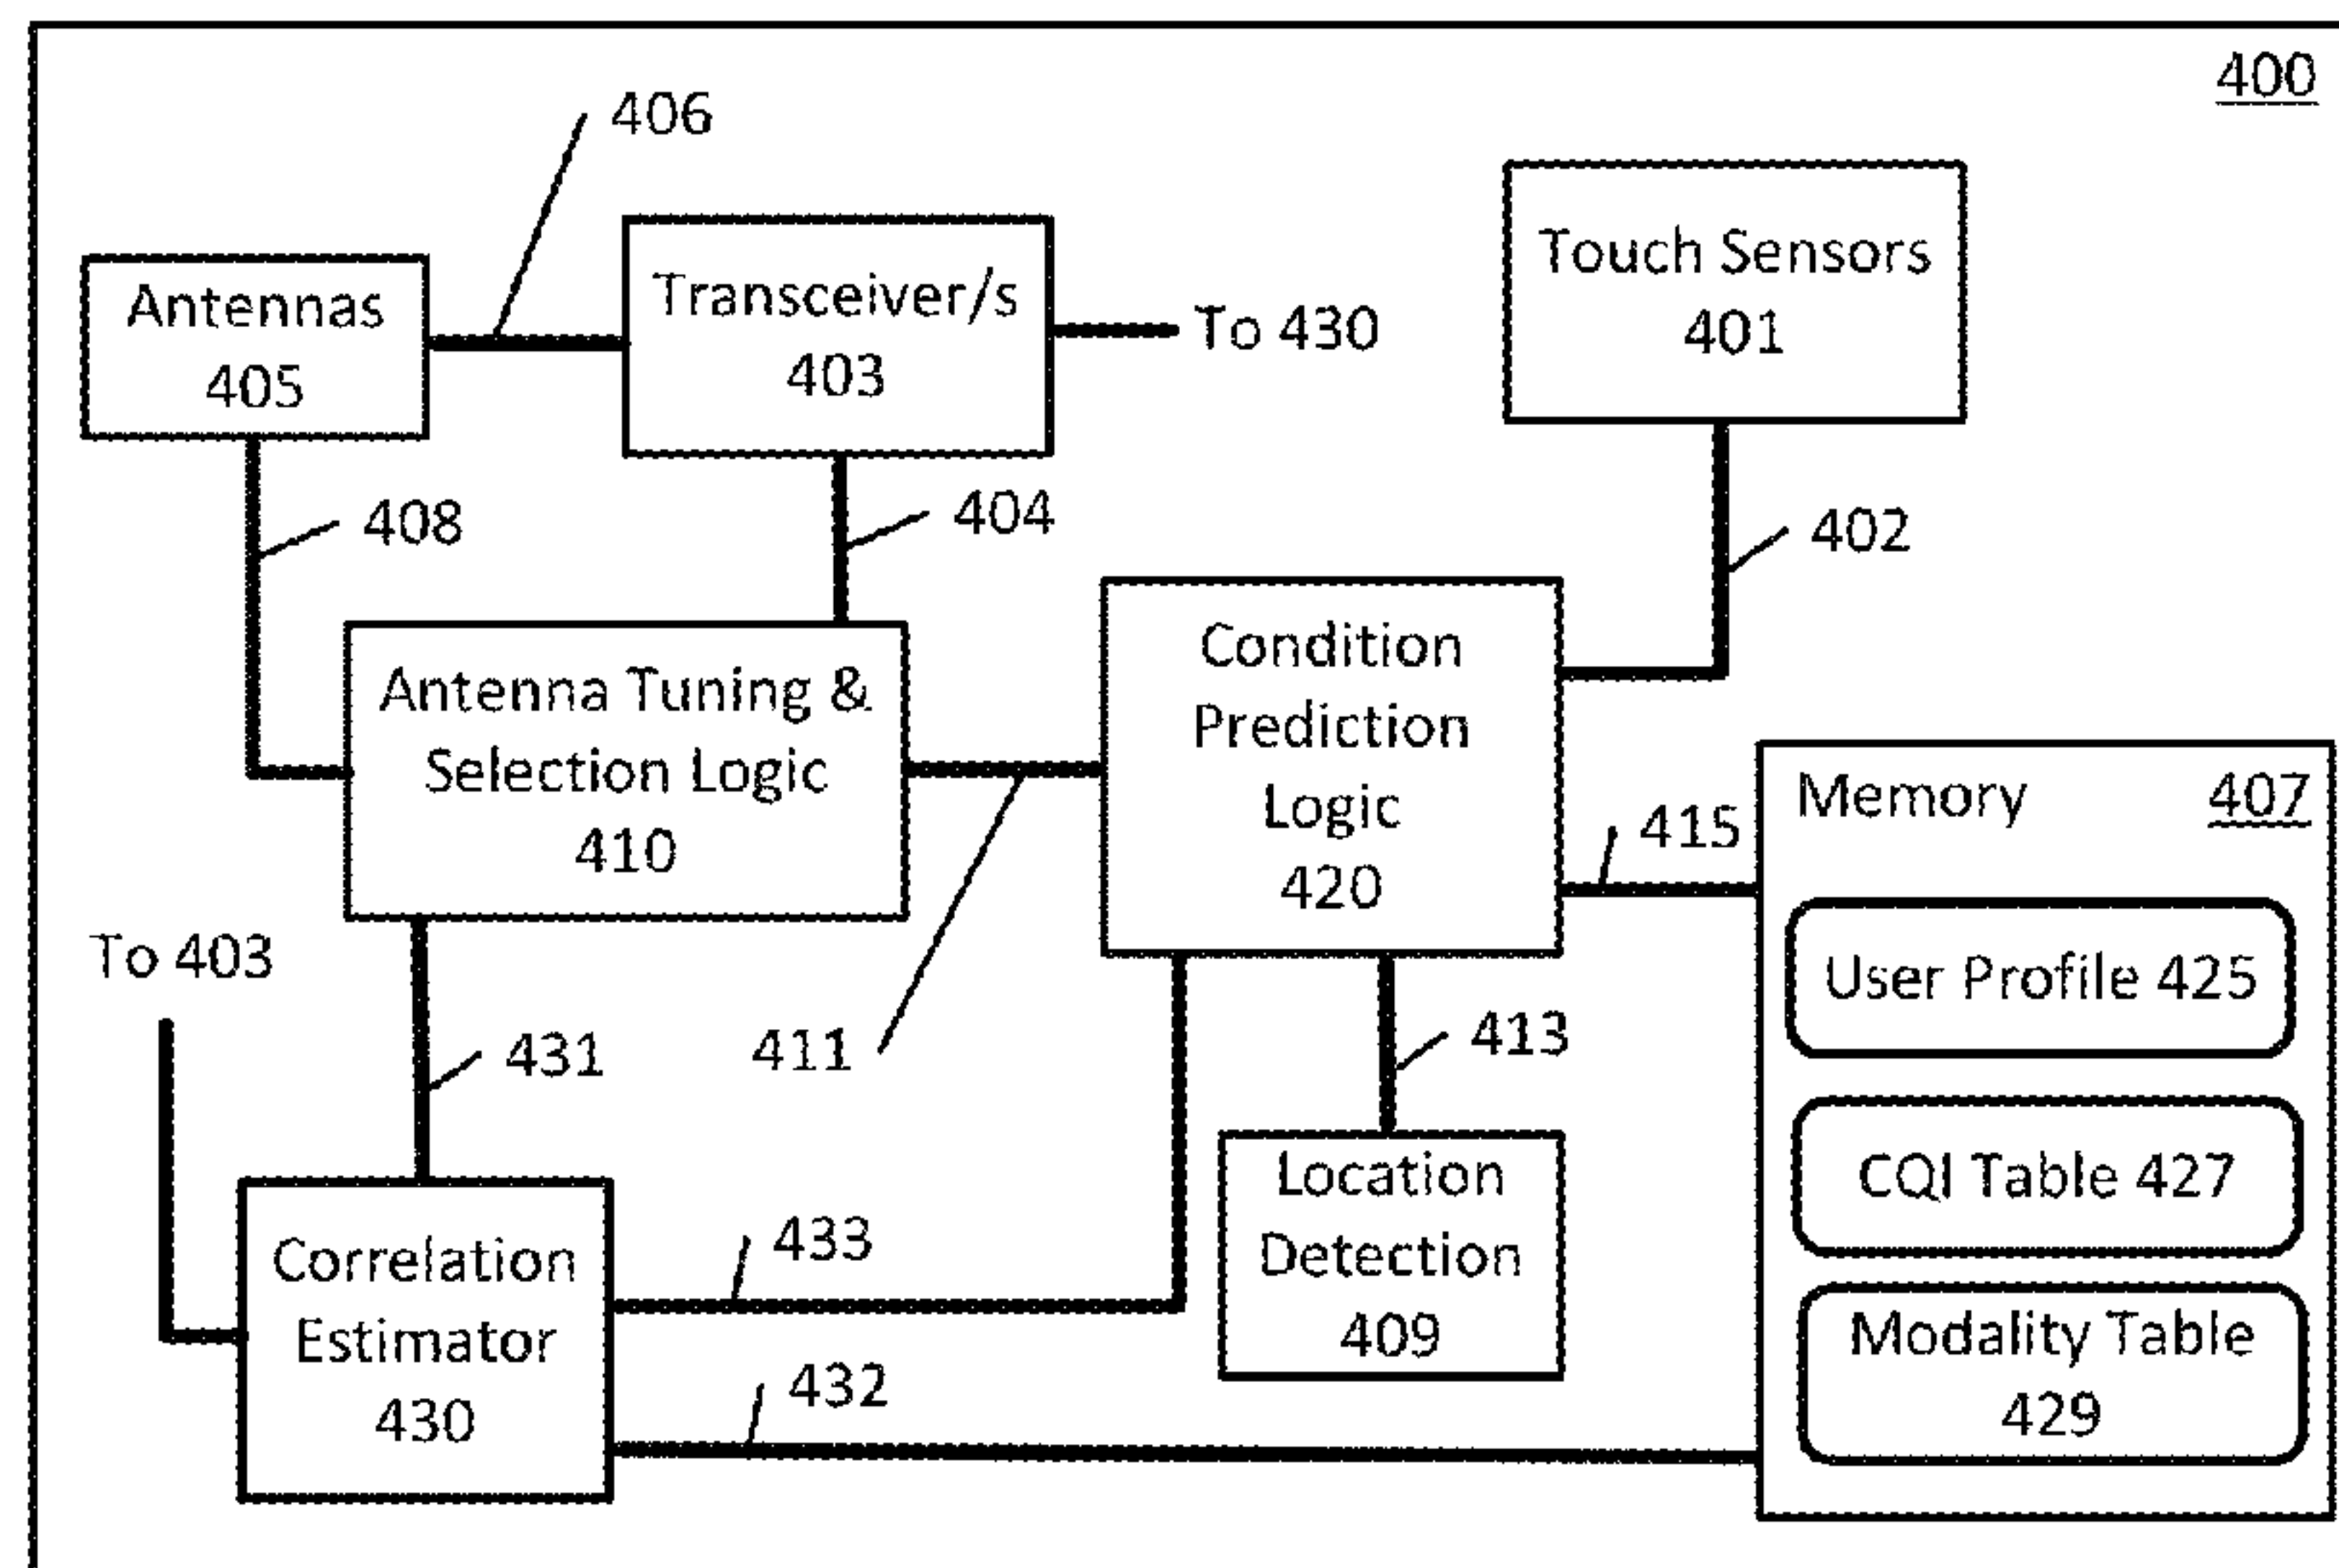 400
406
Touch Sensors
401
Transceiver/s
403
Antennas
405
To 430
408
404
402
Condition
Prediction
Logic
420
Antenna Tuning &
Selection Logic
410
Memory 407
415
User Profile 425
To 403
431
411
413
CQI Table 427
Location
Detection
409
Correlation
Estimator
430
433
432
Modality Table
429